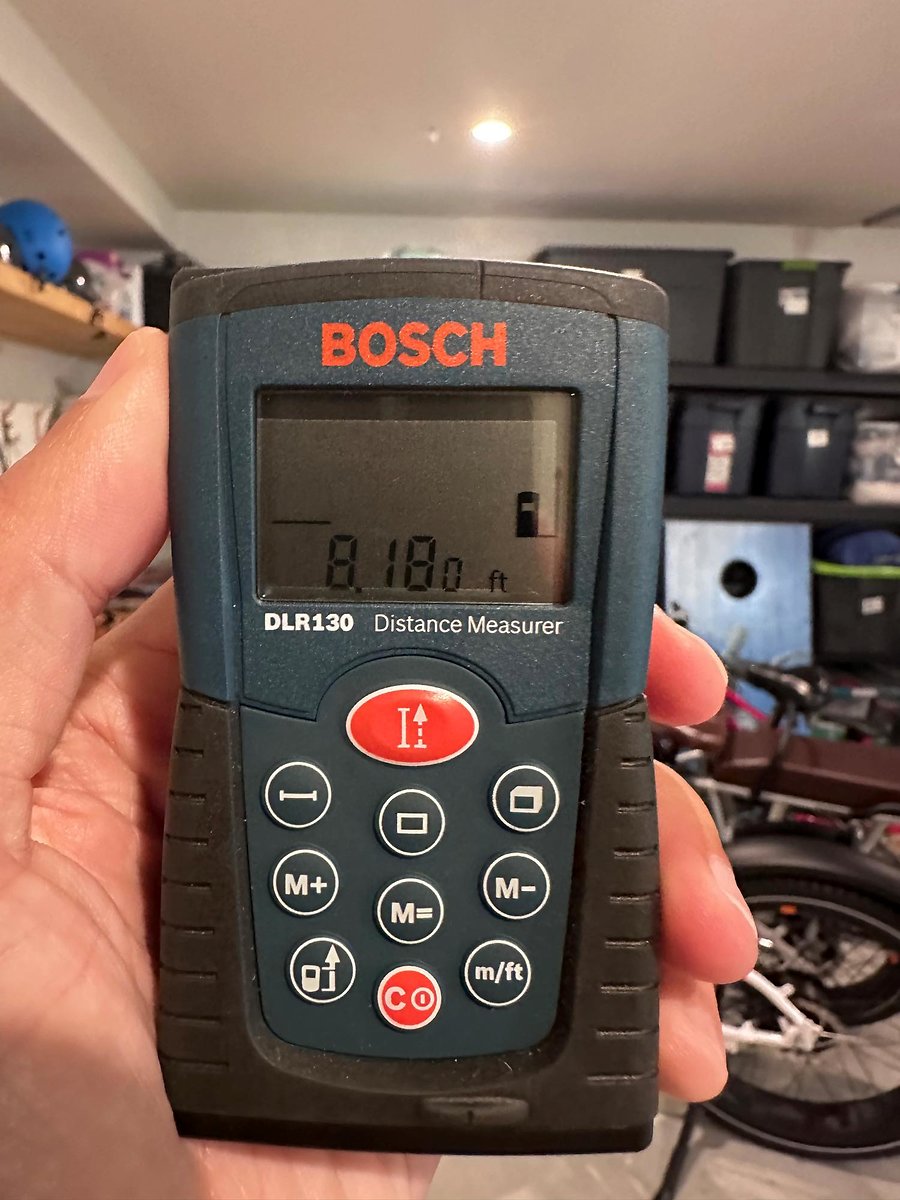 BOSCH
8.180 ft
DLR130 Distance Measurer
M+ M= M−
C m/ft